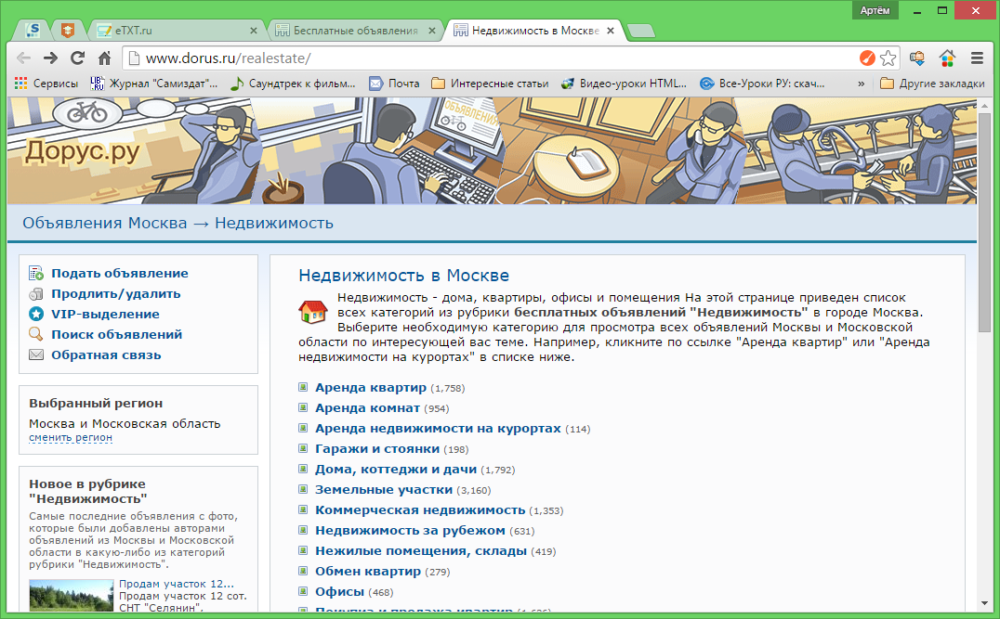 Артём
eTXT.ru
Бесплатные объявления
Недвижимость в Москве
www.dorus.ru/realestate/
Сервисы
LIB .RU
Журнал "Самиздат"...
Саундтрек к фильм...
Почта
Интересные статьи
Видео-уроки HTML...
Все-Уроки РУ: скач...
»
Другие закладки
ОБЪЯВЛЕНИЯ
Дорус.ру
Объявления Москва → Недвижимость
Подать объявление
Продлить/удалить
VIP-выделение
Поиск объявлений
Обратная связь
Выбранный регион
Москва и Московская область
сменить регион
Новое в рубрике
"Недвижимость"
Самые последние объявления с фото,
которые были добавлены авторами
объявлений из Москвы и Московской
области в какую-либо из категорий
рубрики "Недвижимость".
Продам участок 12...
Продам участок 12 сот.
СНТ "Селянин",
Недвижимость в Москве
Недвижимость - дома, квартиры, офисы и помещения На этой странице приведен список
всех категорий из рубрики бесплатных объявлений "Недвижимость" в городе Москва.
Выберите необходимую категорию для просмотра всех объявлений Москвы и Московской
области по интересующей вас теме. Например, кликните по ссылке "Аренда квартир" или "Аренда
недвижимости на курортах" в списке ниже.
Аренда квартир (1,758)
Аренда комнат (954)
Аренда недвижимости на курортах (114)
Гаражи и стоянки (198)
Дома, коттеджи и дачи (1,792)
Земельные участки (3,160)
Коммерческая недвижимость (1,353)
Недвижимость за рубежом (631)
Нежилые помещения, склады (419)
Обмен квартир (279)
Офисы (468)
Покупка и продажа квартир